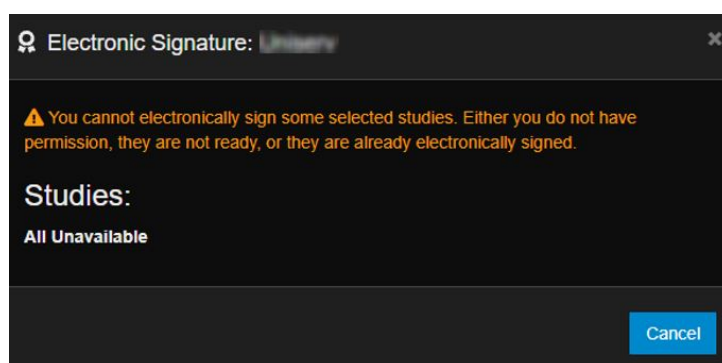 Electronic Signature:
You cannot electronically sign some selected studies. Either you do not have
permission, they are not ready, or they are already electronically signed.
Studies:
All Unavailable
Cancel